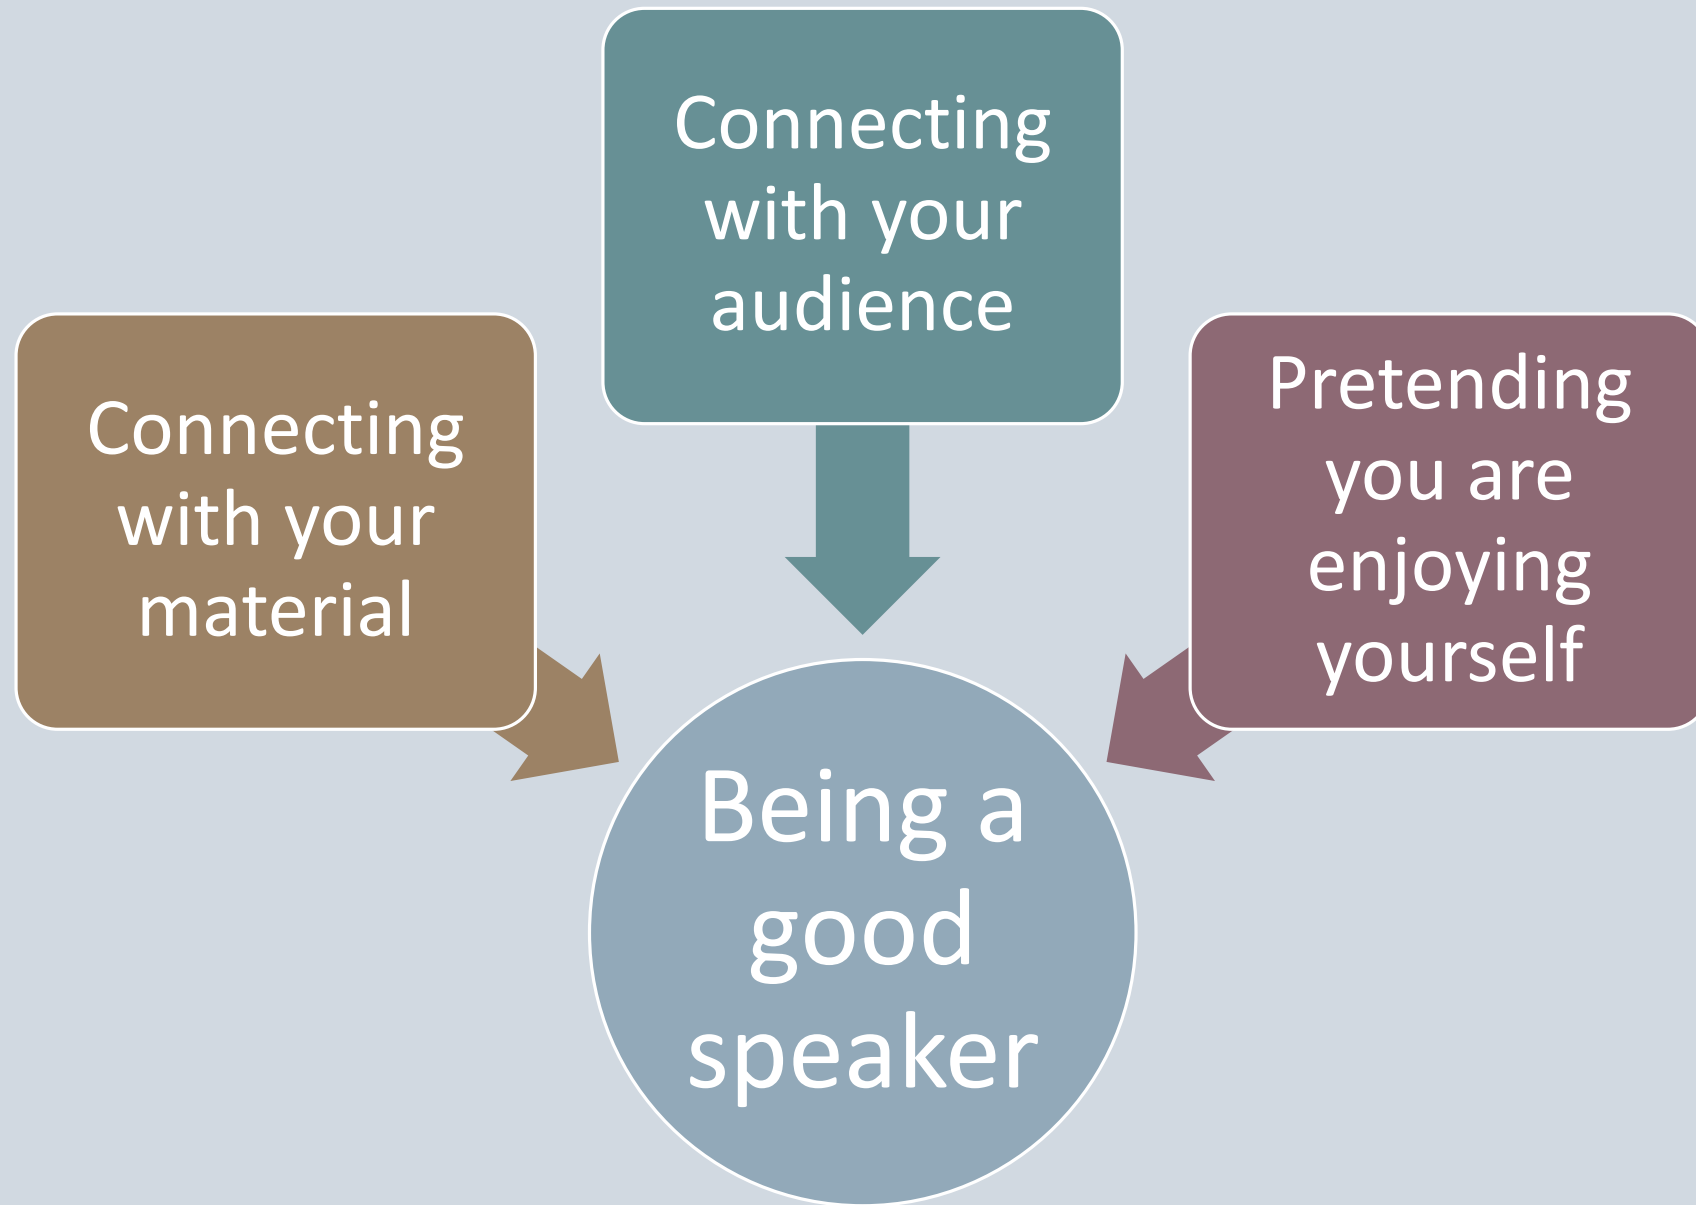 Connecting
with your
material
Connecting
with your
audience
Pretending
you are
enjoying
yourself
Being a
good
speaker